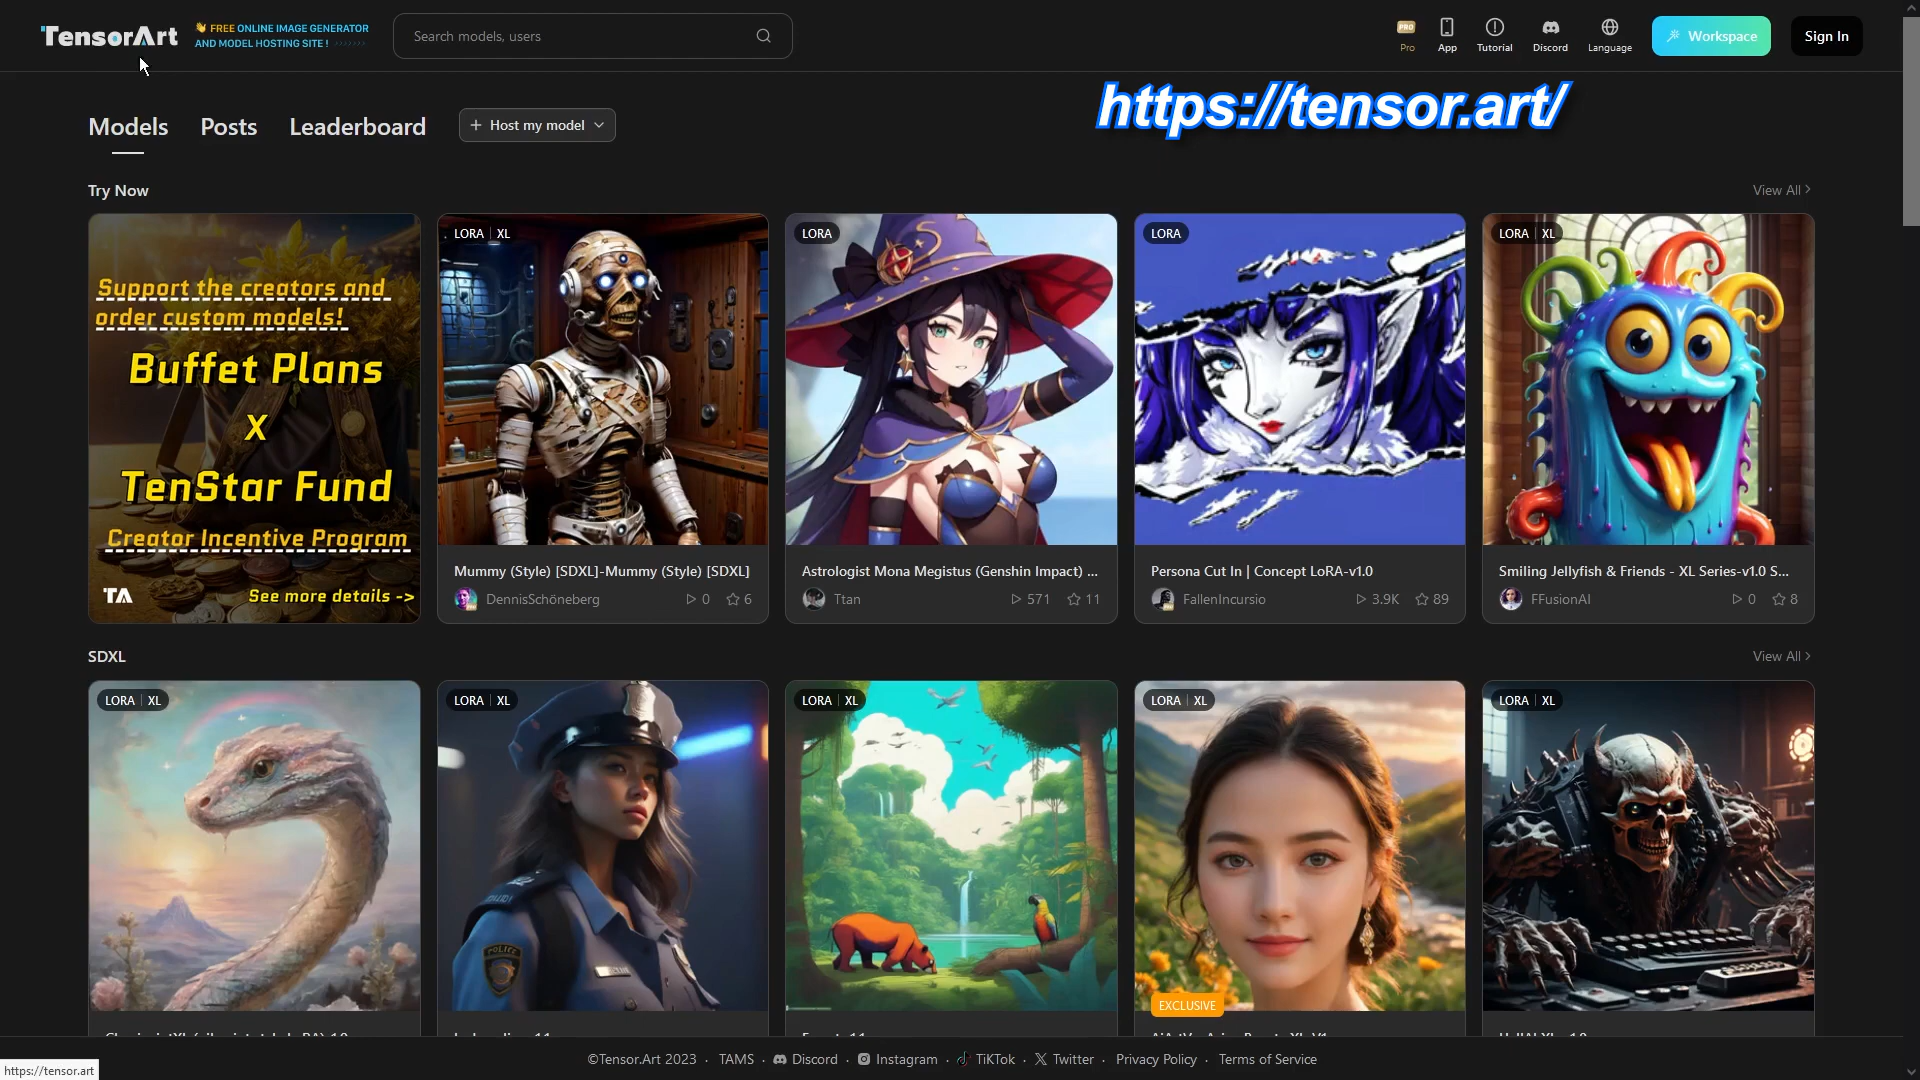 TensorArt
FREE ONLINE IMAGE GENERATOR
AND MODEL HOSTING SITE !
Search models, users
PRO
Pro
App
Tutorial
Discord
Language
Workspace
Sign In
https://tensor.art/
Models
Posts
Leaderboard
+ Host my model
Try Now
View All >
Support the creators and
order custom models!
Buffet Plans
X
TenStar Fund
Creator Incentive Program
TA
See more details ->
LORA | XL
Mummy (Style) [SDXL]-Mummy (Style) [SDXL]
DennisSchöneberg
0
6
LORA
Astrologist Mona Megistus (Genshin Impact) ...
Ttan
571
11
LORA
Persona Cut In | Concept LoRA-v1.0
FallenIncursio
3.9K
89
LORA | XL
Smiling Jellyfish & Friends - XL Series-v1.0 S...
FFusionAI
0
8
SDXL
View All >
LORA | XL
LORA | XL
POLICE
LORA | XL
LORA | XL
EXCLUSIVE
LORA | XL
©Tensor.Art 2023 · TAMS · Discord · Instagram · TiKTok · Twitter · Privacy Policy · Terms of Service
https://tensor.art